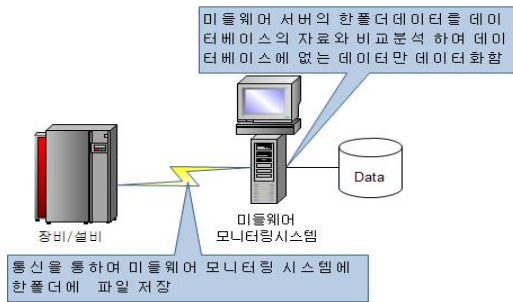 미들웨어 서버의 한폴더데이터를 데이
터베이스의 자료와 비교분석 하여 데이
터베이스에 없는 데이터만 데이터화함
Data
미들웨어
모니터링시스템
장비/설비
통신을 통하여 미들웨어 모니터링 시스템에
한폴더에 파일 저장